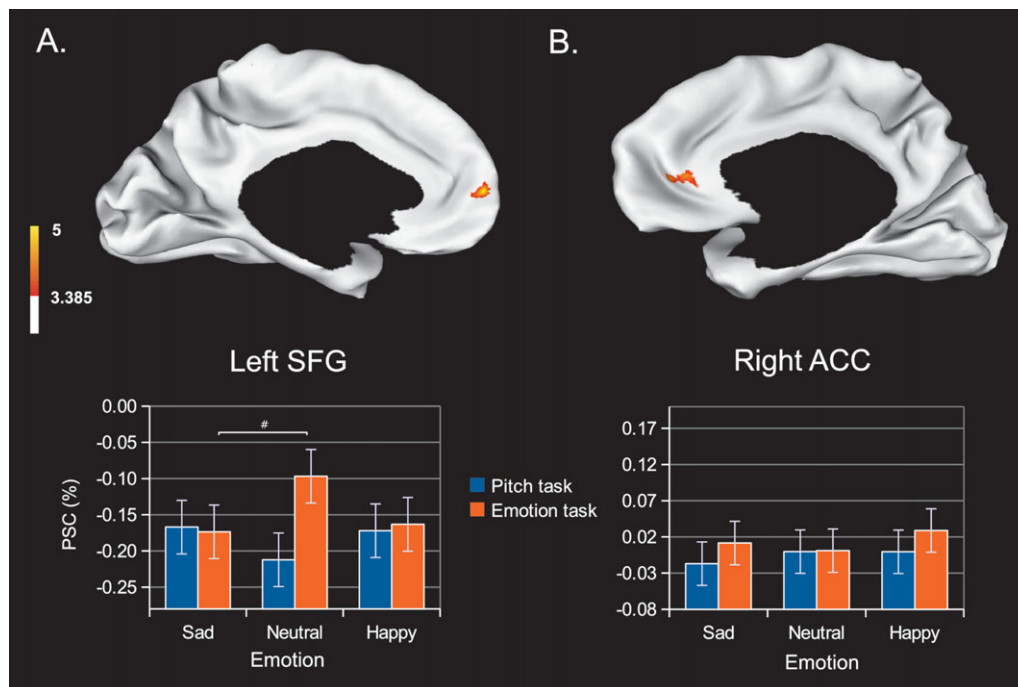 A.
B.
5
3.385
Left SFG
Right ACC
0.00
-0.05
-0.10
-0.15
-0.20
-0.25
PSC (%)
#
Sad
Neutral
Happy
Emotion
Pitch task
Emotion task
0.17
0.12
0.07
0.02
-0.03
-0.08
Sad
Neutral
Happy
Emotion